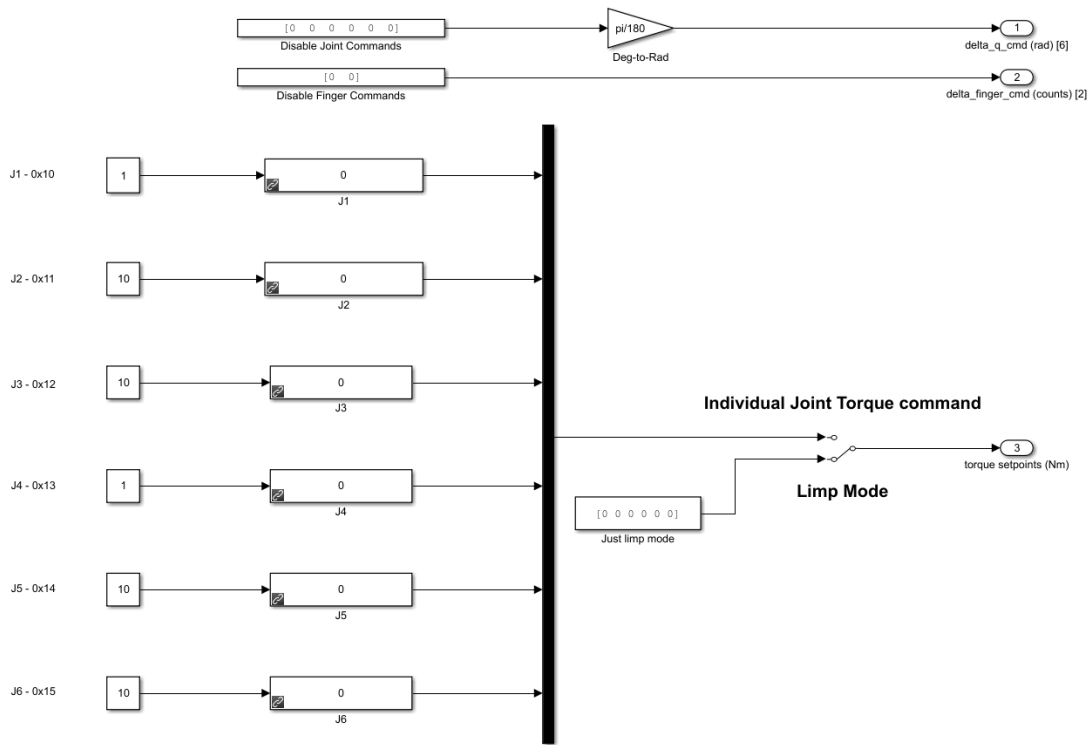 [0 0 0 0 0 0]
Disable Joint Commands
pi/180
Deg-to-Rad
1
delta_q_cmd (rad) [6]
[0 0]
Disable Finger Commands
2
delta_finger_cmd (counts) [2]
J1 - 0x10
1
0
J1
J2 - 0x11
10
0
J2
J3 - 0x12
10
0
J3
Individual Joint Torque command
3
torque setpoints (Nm)
J4 - 0x13
1
0
J4
Limp Mode
[0 0 0 0 0 0]
Just limp mode
J5 - 0x14
10
0
J5
J6 - 0x15
10
0
J6